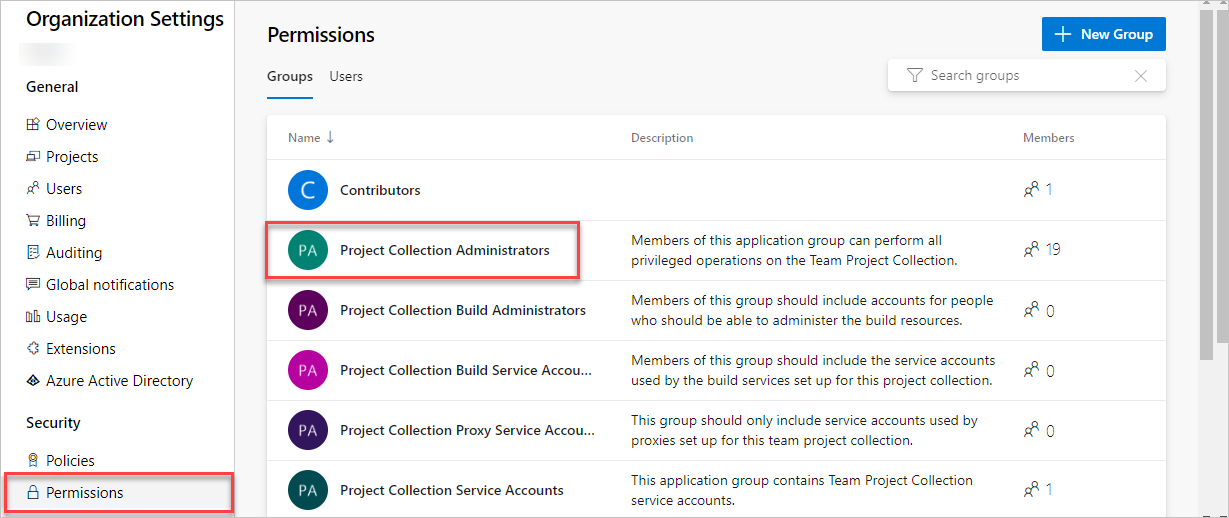 Organization Settings
General
Overview
Projects
Users
Billing
Auditing
Global notifications
Usage
Extensions
Azure Active Directory
Security
Policies
Permissions
Permissions
New Group
Groups Users
Search groups
Name Description Members
C Contributors 1
PA Project Collection Administrators
Members of this application group can perform all
privileged operations on the Team Project Collection.
19
PA Project Collection Build Administrators
Members of this group should include accounts for people
who should be able to administer the build resources.
0
PA Project Collection Build Service Accou...
Members of this group should include the service accounts
used by the build services set up for this project collection.
0
PA Project Collection Proxy Service Accou...
This group should only include service accounts used by
proxies set up for this team project collection.
0
PA Project Collection Service Accounts
This application group contains Team Project Collection
service accounts.
1